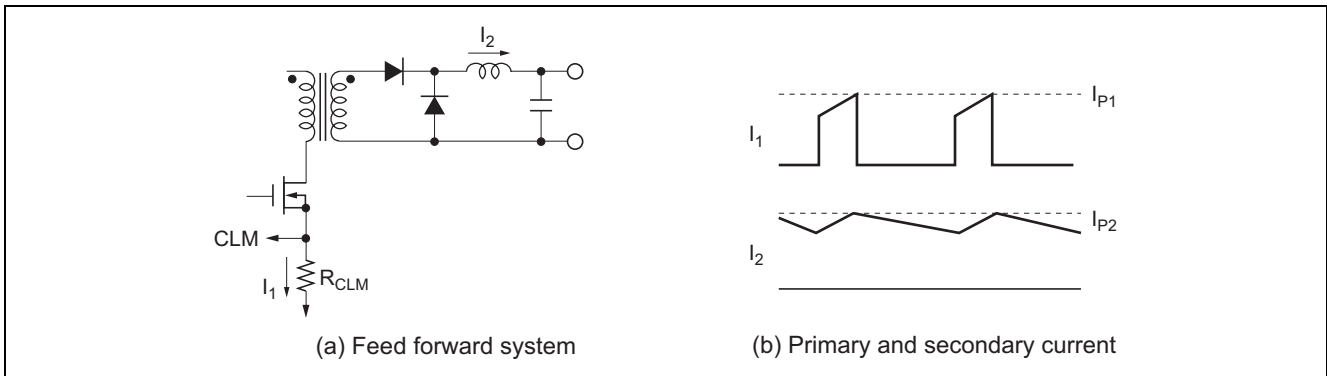 I2
CLM
I1
RCLM
(a) Feed forward system
IP1
I1
IP2
I2
(b) Primary and secondary current